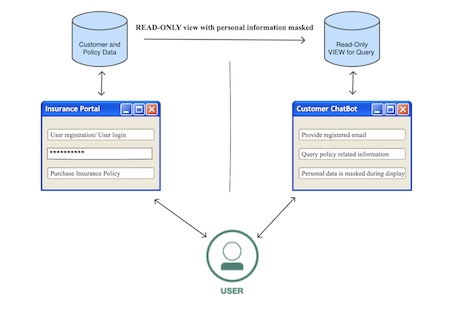 READ-ONLY view with personal information masked
Customer and
Policy Data
Read-Only
VIEW for Query
Insurance Portal
User registration/ User login
**********
Purchase Insurance Policy
Customer ChatBot
Provide registered email
Query policy related information
Personal data is masked during display
USER